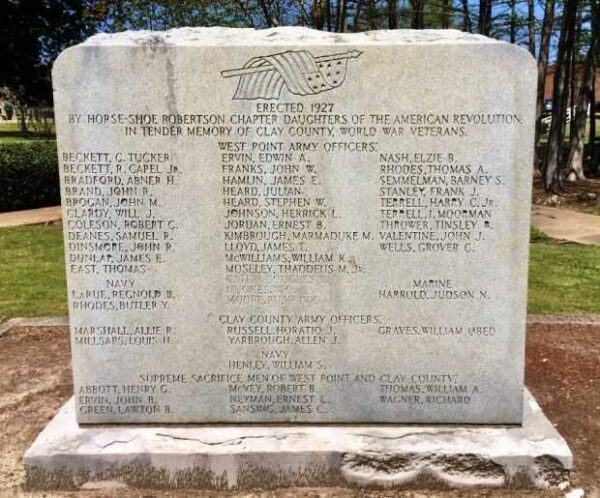 ERECTED 1927
BY HORSE-SHOE ROBERTSON CHAPTER DAUGHTERS OF THE AMERICAN REVOLUTION
IN TENDER MEMORY OF CLAY COUNTY, WORLD WAR VETERANS.
WEST POINT ARMY OFFICERS.
BECKETT, G. TUCKER ERVIN, EDWIN A. NASH, ELZIE B.
BECKETT, R. CAPEL JR. FRANKS, JOHN W. RHODES, THOMAS A.
BRADFORD, ABNER H. HAMLIN, JAMES E. SEMMELMAN, BARNEY S.
BRAND, JOHN R. HEARD, JULIAN. STANLEY, FRANK J.
BROGAN, JOHN M. HEARD, STEPHEN W. TERRELL, HARRY C. JR.
CLARDY, WILL J. JOHNSON, HERRICK L. TERRELL, I. MOORMAN
COLESON, ROBERT C. JORDAN, ERNEST B. THROWER, TINSLEY B.
DEANES, SAMUEL R. KIMBROUGH, MARMADUKE M. VALENTINE, JOHN J.
DINSMORE, JOHN R. LLOYD, JAMES T. WELLS, GROVER C.
DUNLAP, JAMES E. MCWILLIAMS, WILLIAM K.
EAST, THOMAS MOSELEY, THADDEUS M. JR.
NAVY MARINE
LARUE, REGNOLD B. HARROLD, JUDSON N.
RHODES, BUTLER Y. MOORE,
CLAY COUNTY ARMY OFFICERS.
MARSHALL, ALLIE R. RUSSELL, HORATIO J. GRAVES, WILLIAM ABED
MILLSAPS, LOUIS H. YARBROUGH, ALLEN J.
NAVY
HENLEY, WILLIAM S.
SUPREME SACRIFICE MEN OF WEST POINT AND CLAY COUNTY.
ABBOTT, HENRY G. MCVEY, ROBERT B. THOMAS, WILLIAM A.
ERVIN, JOHN B. NEYMAN, ERNEST L. WAGNER, RICHARD
GREEN, LAWTON B. SANSING, JAMES C.